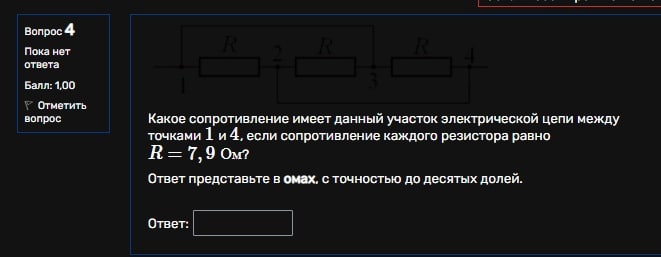 Вопрос 4
Пока нет
ответа
Балл: 1,00
Отметить
вопрос
R 2 R R 4
1 3
Какое сопротивление имеет данный участок электрической цепи между
точками 1 и 4, если сопротивление каждого резистора равно
R = 7, 9 Ом?
Ответ представьте в омах, с точностью до десятых долей.
Ответ: